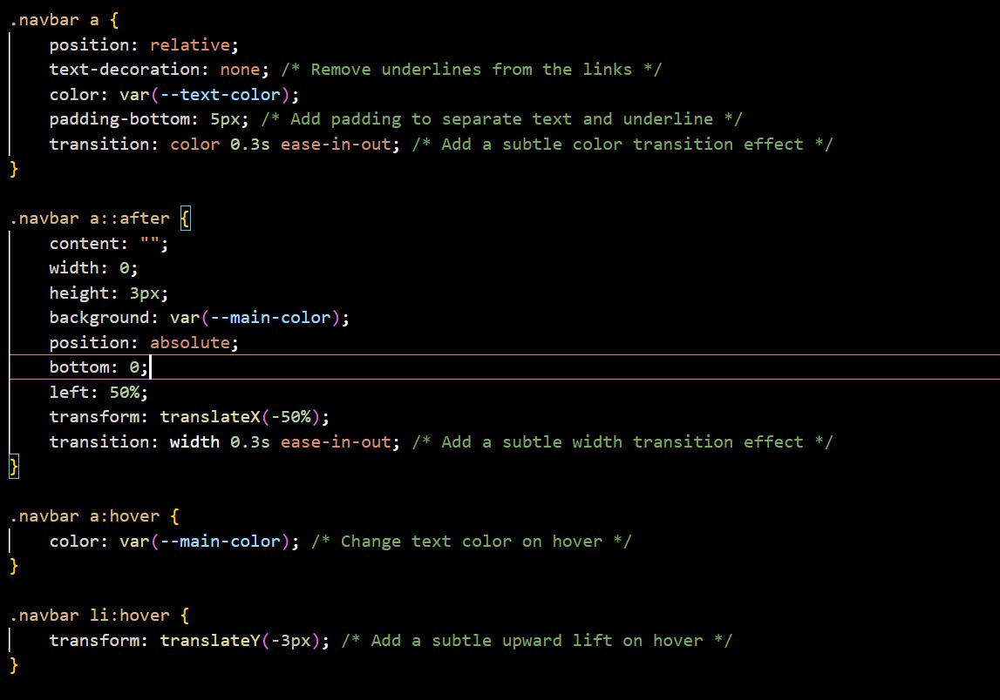 .navbar a {
    position: relative;
    text-decoration: none; /* Remove underlines from the links */
    color: var(--text-color);
    padding-bottom: 5px; /* Add padding to separate text and underline */
    transition: color 0.3s ease-in-out; /* Add a subtle color transition effect */
}
.navbar a::after {
    content: "";
    width: 0;
    height: 3px;
    background: var(--main-color);
    position: absolute;
    bottom: 0;
    left: 50%;
    transform: translateX(-50%);
    transition: width 0.3s ease-in-out; /* Add a subtle width transition effect */
}
.navbar a:hover {
    color: var(--main-color); /* Change text color on hover */
}
.navbar li:hover {
    transform: translateY(-3px); /* Add a subtle upward lift on hover */
}